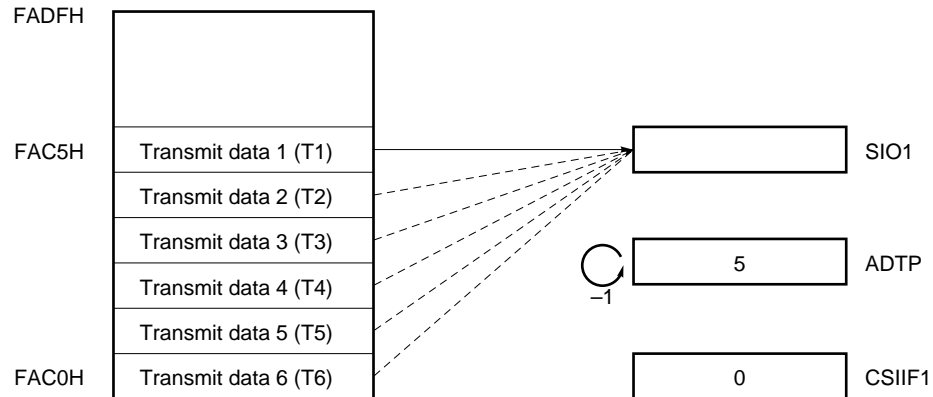 FADFH
FAC5H Transmit data 1 (T1) SIO1
Transmit data 2 (T2)
Transmit data 3 (T3) 5 ADTP
–1
Transmit data 4 (T4)
Transmit data 5 (T5)
FAC0H Transmit data 6 (T6) 0 CSIIF1